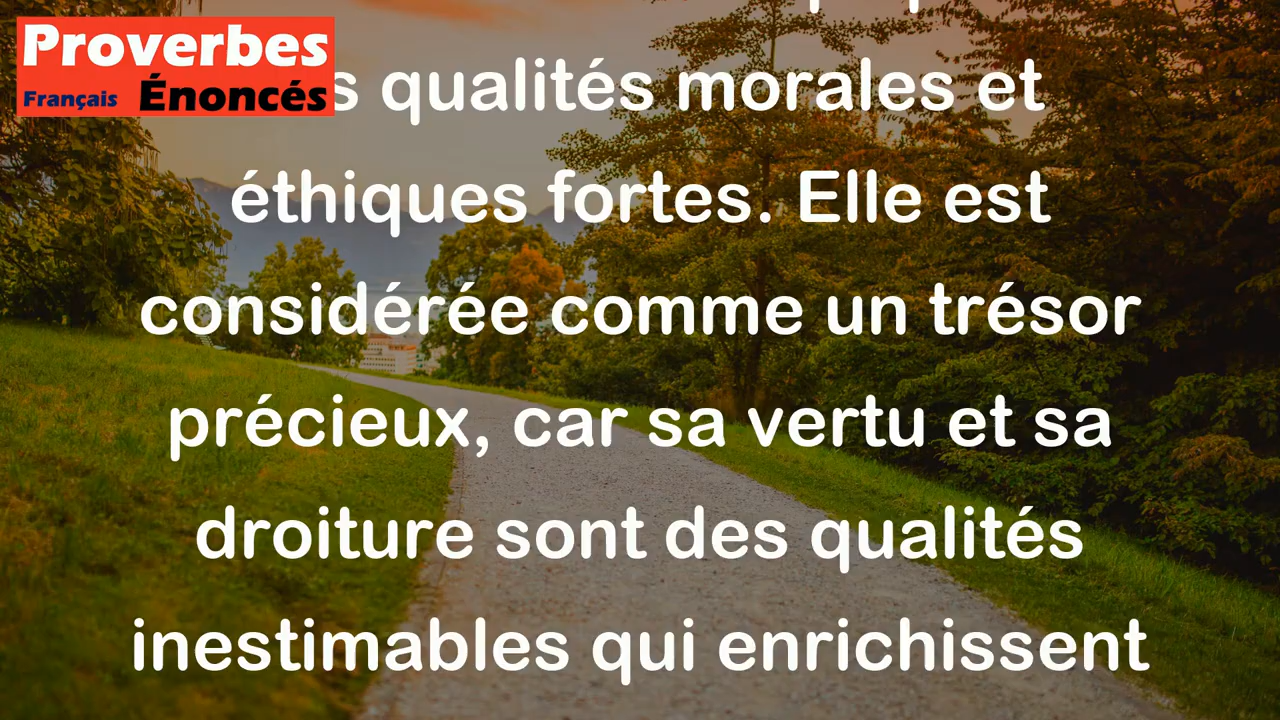 Proverbes
Français Énoncés
qualités morales et
éthiques fortes. Elle est
considérée comme un trésor
précieux, car sa vertu et sa
droiture sont des qualités
inestimables qui enrichissent